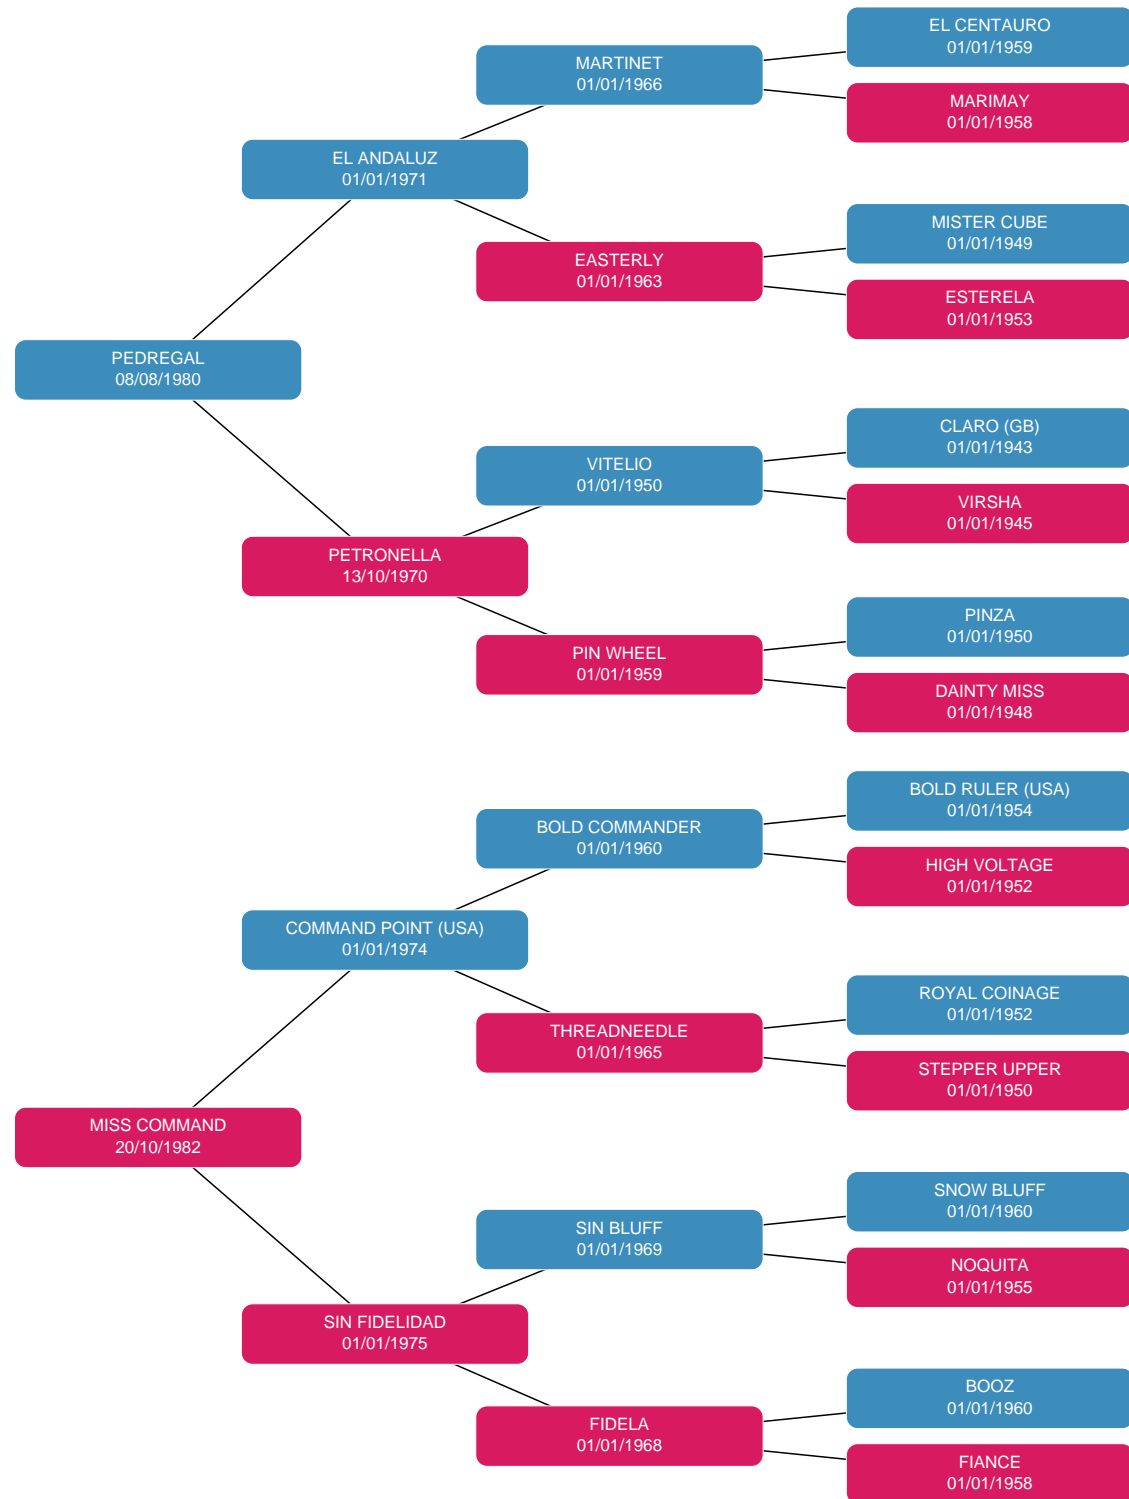 EL CENTAURO
01/01/1959
MARTINET
01/01/1966
MARIMAY
01/01/1958
EL ANDALUZ
01/01/1971
MISTER CUBE
01/01/1949
EASTERLY
01/01/1963
ESTERELA
01/01/1953
PEDREGAL
08/08/1980
CLARO (GB)
01/01/1943
VITELIO
01/01/1950
VIRSHA
01/01/1945
PETRONELLA
13/10/1970
PINZA
01/01/1950
PIN WHEEL
01/01/1959
DAINTY MISS
01/01/1948
BOLD RULER (USA)
01/01/1954
BOLD COMMANDER
01/01/1960
HIGH VOLTAGE
01/01/1952
COMMAND POINT (USA)
01/01/1974
ROYAL COINAGE
01/01/1952
THREADNEEDLE
01/01/1965
STEPPER UPPER
01/01/1950
MISS COMMAND
20/10/1982
SNOW BLUFF
01/01/1960
SIN BLUFF
01/01/1969
NOQUITA
01/01/1955
SIN FIDELIDAD
01/01/1975
BOOZ
01/01/1960
FIDELA
01/01/1968
FIANCE
01/01/1958